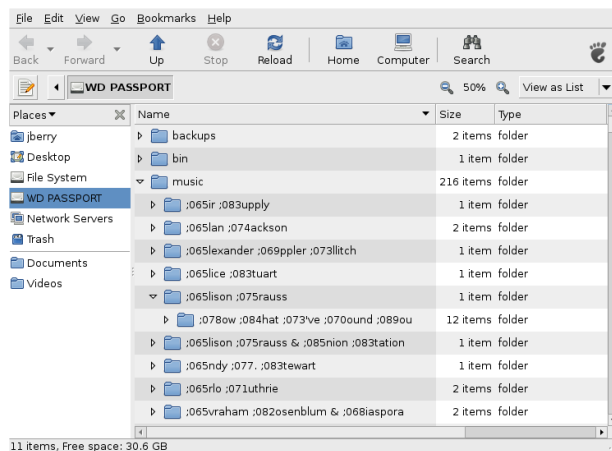 File Edit View Go Bookmarks Help
Back Forward Up Stop Reload Home Computer Search
WD PASSPORT 50% View as List
Places Name Size Type
jberry
Desktop
File System
WD PASSPORT
Network Servers
Trash
Documents
Videos
backups 2 items folder
bin 1 item folder
music 216 items folder
;065ir ;083upply 1 item folder
;065lan ;074ackson 2 items folder
;065lexander ;069ppler ;073llitch 1 item folder
;065lice ;083tuart 1 item folder
;065lison ;075rauss 1 item folder
;078ow ;084hat ;073've ;070ound ;089ou 12 items folder
;065lison ;075rauss & ;085nion ;083tation 1 item folder
;065ndy ;077. ;083tewart 1 item folder
;065rlo ;071uthrie 2 items folder
;065vraham ;082osenblum & ;068iaspora 2 items folder
11 items, Free space: 30.6 GB